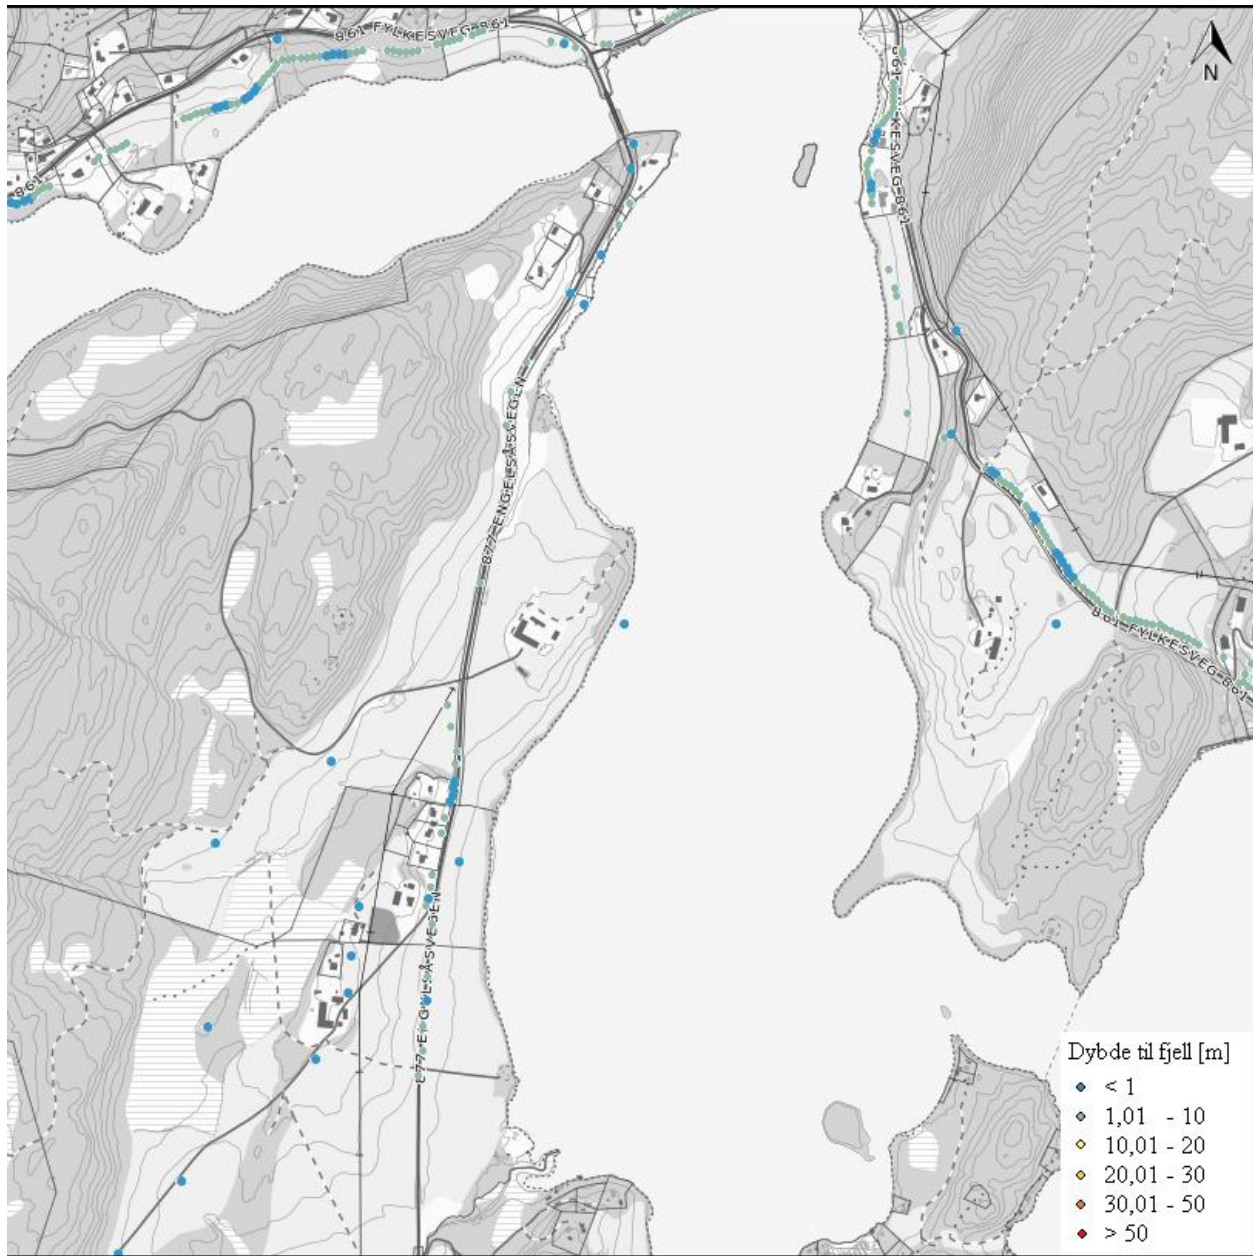 861 FYLKESVEG 861
861 FYLKESVEG 861
N
861
877 ENGELSÅSVEGEN
861 FYLKESVEG 861
877 ENGELSÅSVEGEN
Dybde til fjell [m]
< 1
1,01 - 10
10,01 - 20
20,01 - 30
30,01 - 50
> 50